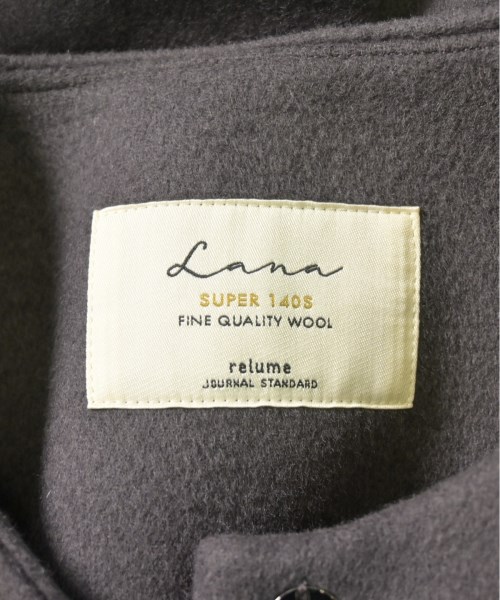 Lana
SUPER 140S
FINE QUALITY WOOL
relume
JOURNAL STANDARD